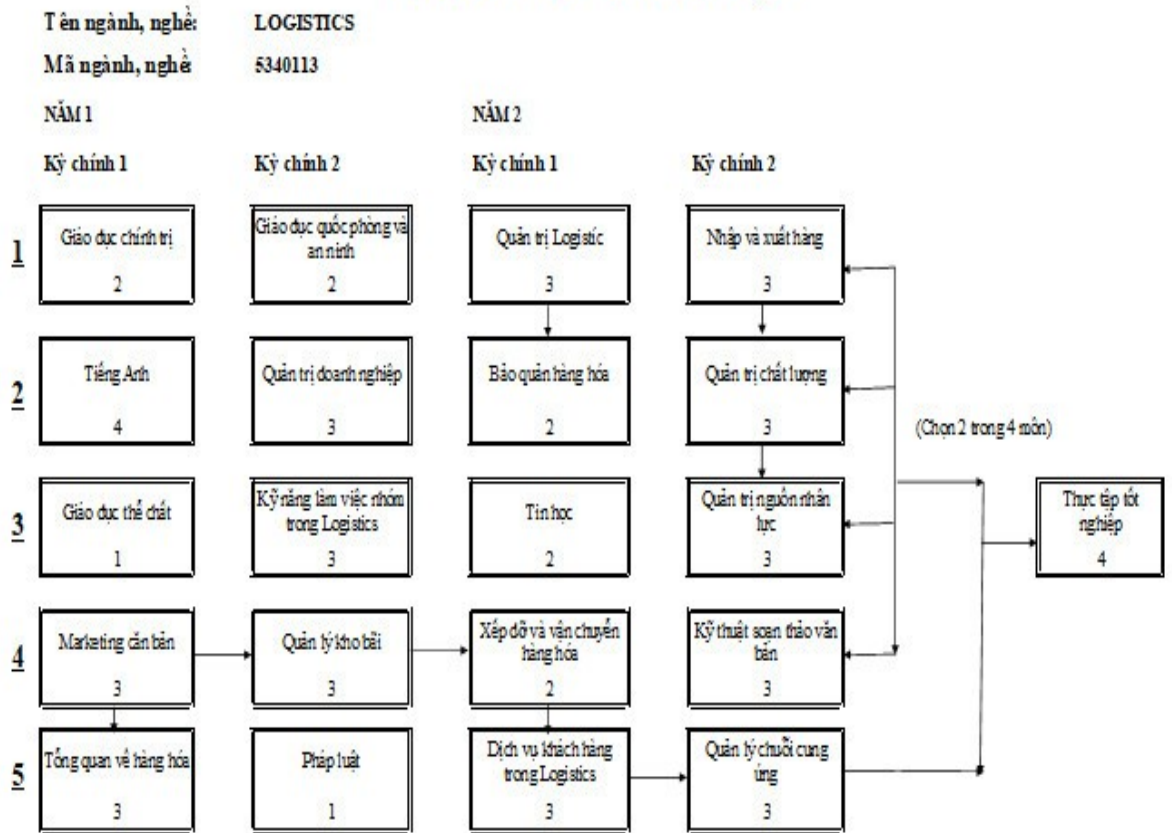 Tên ngành, nghề: LOGISTICS
Mã ngành, nghề 5340113
NĂM 1 NĂM 2
Kỳ chính 1 Kỳ chính 2 Kỳ chính 1 Kỳ chính 2
1
Giáo dục chính trị
2
Giáo dục quốc phòng và
an ninh
2
Quản trị Logistic
3
Nhập và xuất hàng
3
2
Tiếng Anh
4
Quản trị doanh nghiệp
3
Bảo quản hàng hóa
2
Quản trị chất lượng
3
(Chọn 2 trong 4 môn)
3
Giáo dục thể chất
1
Kỹ năng làm việc nhóm
trong Logistics
3
Tin học
2
Quản trị nguồn nhân
lực
3
Thực tập tốt
nghiệp
4
4
Marketing căn bản
3
Quản lý kho bãi
3
Xếp dỡ và vận chuyển
hàng hóa
2
Kỹ thuật soạn thảo văn
bản
3
5
Tổng quan về hàng hóa
3
Pháp luật
1
Dịch vụ khách hàng
trong Logistics
3
Quản lý chuỗi cung
ứng
3